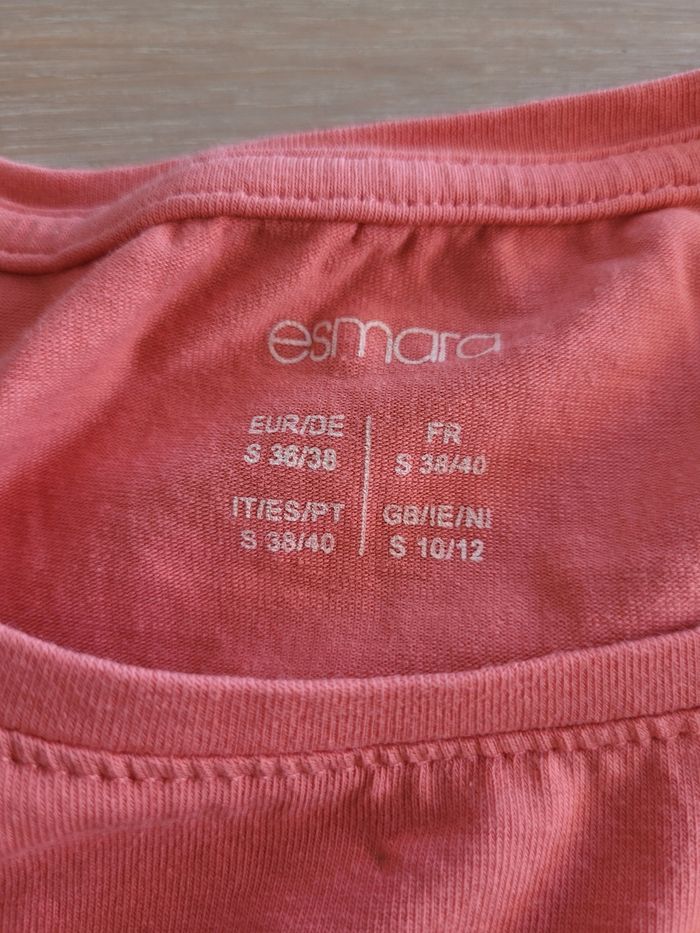 esmara
EUR/DE
S 36/38
FR
S 38/40
IT/ES/PT
S 38/40
GB/IE/NI
S 10/12